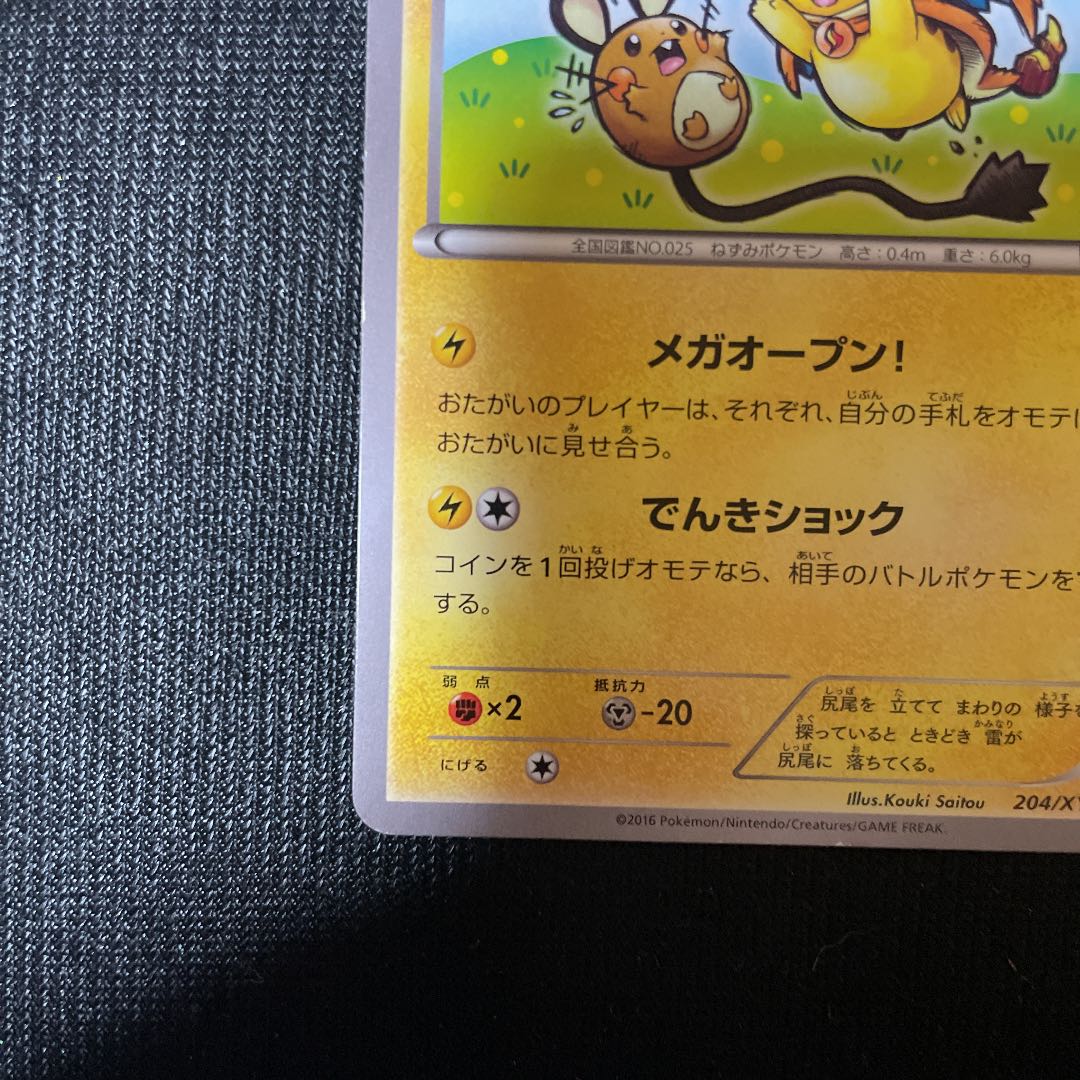 全国図鑑NO.025 ねずみポケモン 高さ:0.4m 重さ:6.0kg
メガオープン!
おたがいのプレイヤーは、それぞれ、自分の手札をオモテに
おたがいに見せ合う。
でんきショック
コインを1回投げオモテなら、相手のバトルポケモンを
する。
弱点
×2
抵抗力
-20
にげる
尻尾を 立てて まわりの 様子を
探っていると ときどき 雷が
尻尾に 落ちてくる。
Illus.Kouki Saitou 204/XY
©2016 Pokémon/Nintendo/Creatures/GAME FREAK.